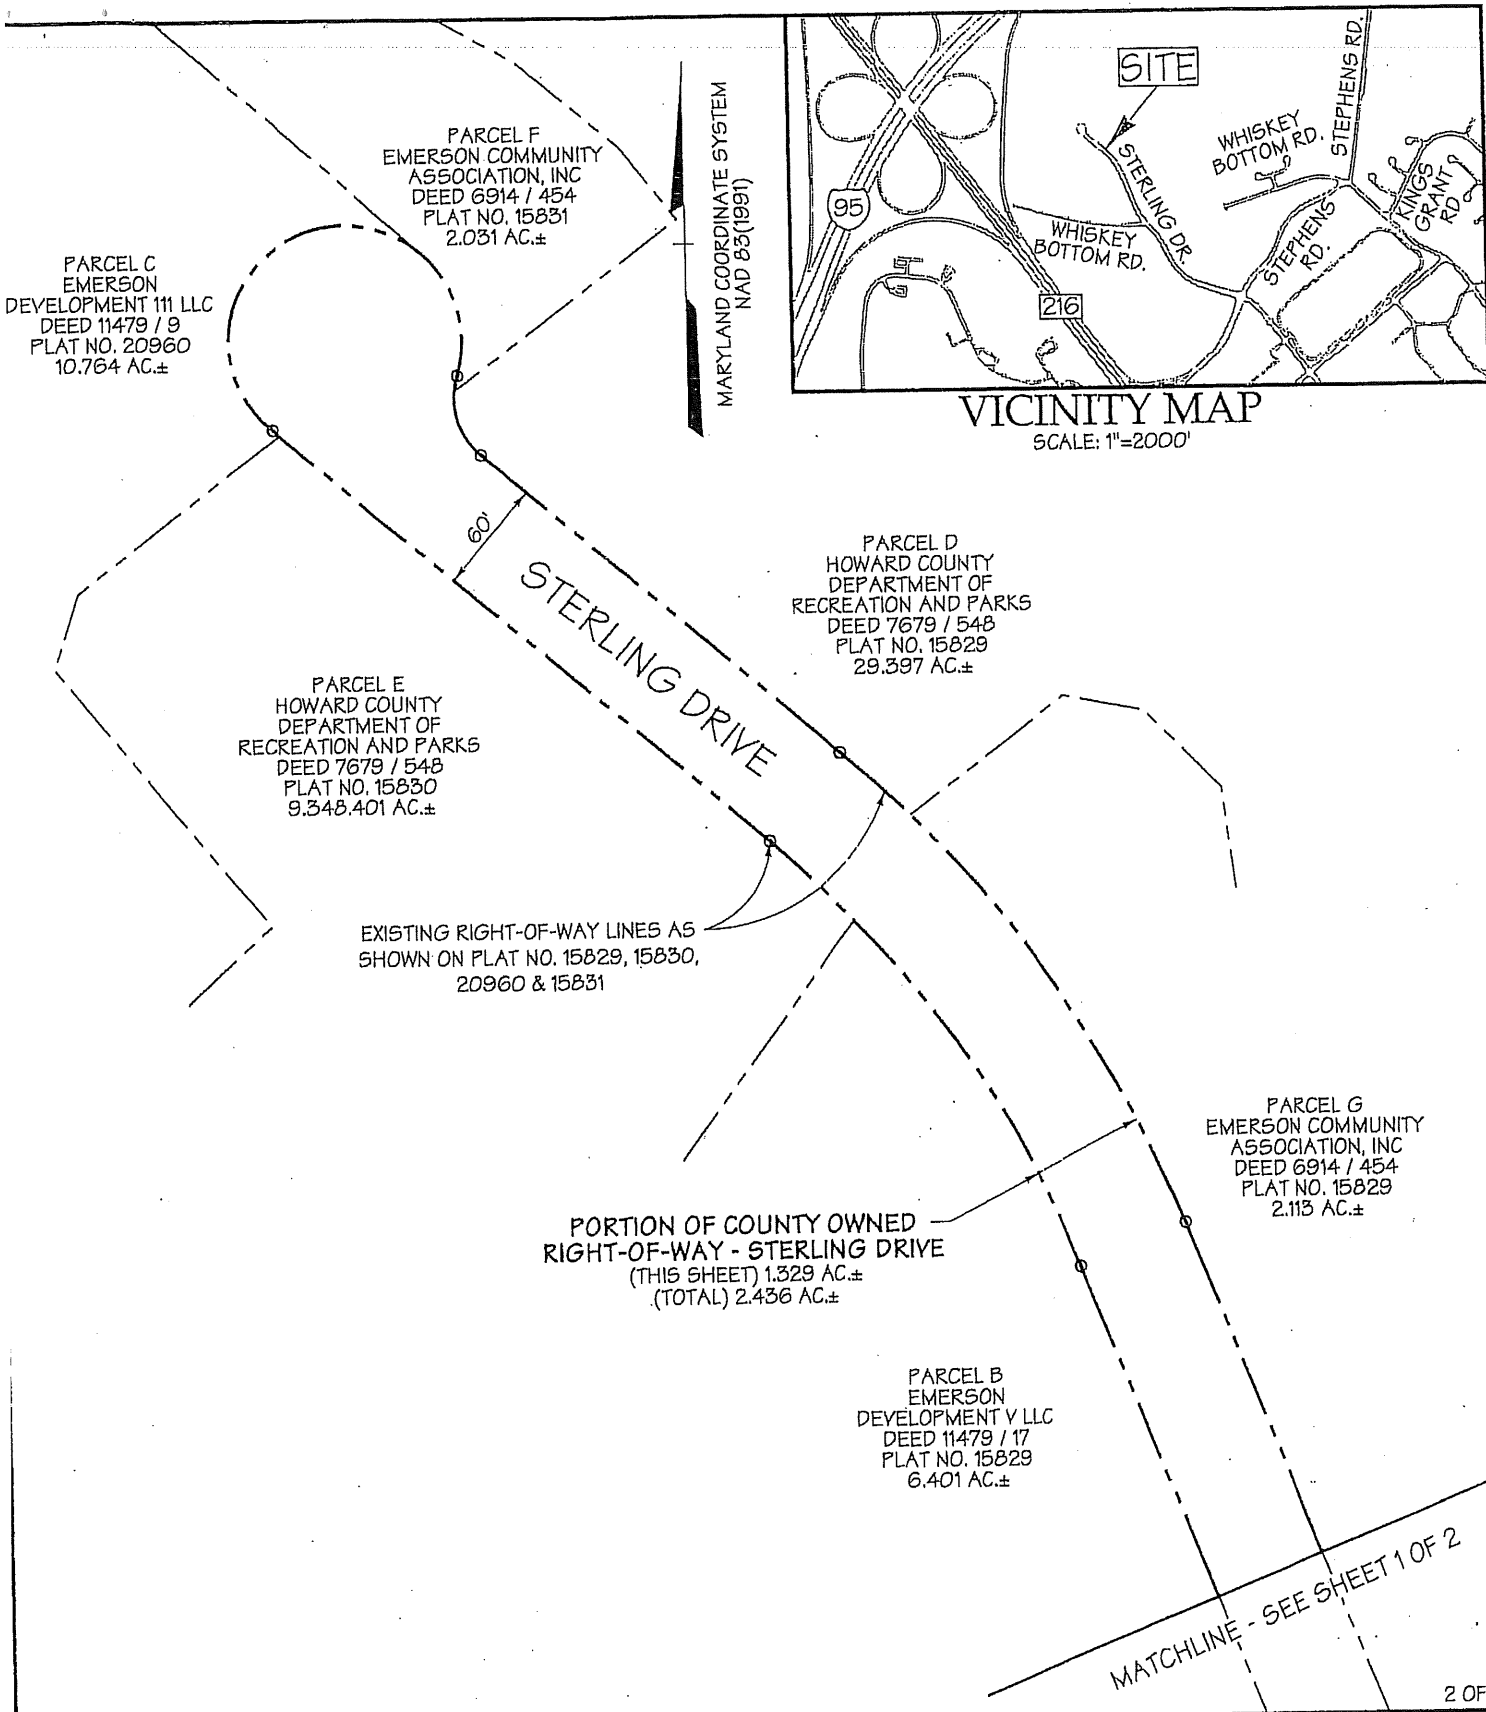 PARCEL F
EMERSON COMMUNITY
ASSOCIATION, INC
DEED 6914 / 454
PLAT NO. 15831
2.031 AC.±
PARCEL C
EMERSON
DEVELOPMENT 111 LLC
DEED 11479 / 9
PLAT NO. 20960
10.764 AC.±
MARYLAND COORDINATE SYSTEM
NAD 83(1991)
SITE
WHISKEY
BOTTOM RD.
STEPHENS RD.
KINGS
GRANT
RD
STERLING DR.
95
WHISKEY
BOTTOM RD.
STEPHENS
RD.
216
VICINITY MAP
SCALE: 1"=2000'
60'
STERLING DRIVE
PARCEL D
HOWARD COUNTY
DEPARTMENT OF
RECREATION AND PARKS
DEED 7679 / 548
PLAT NO. 15829
29.397 AC.±
PARCEL E
HOWARD COUNTY
DEPARTMENT OF
RECREATION AND PARKS
DEED 7679 / 548
PLAT NO. 15830
9.348.401 AC.±
EXISTING RIGHT-OF-WAY LINES AS
SHOWN ON PLAT NO. 15829, 15830,
20960 & 15831
PARCEL G
EMERSON COMMUNITY
ASSOCIATION, INC
DEED 6914 / 454
PLAT NO. 15829
2.113 AC.±
PORTION OF COUNTY OWNED
RIGHT-OF-WAY - STERLING DRIVE
(THIS SHEET) 1.329 AC.±
(TOTAL) 2.436 AC.±
PARCEL B
EMERSON
DEVELOPMENT V LLC
DEED 11479 / 17
PLAT NO. 15829
6.401 AC.±
MATCHLINE - SEE SHEET 1 OF 2
2 OF